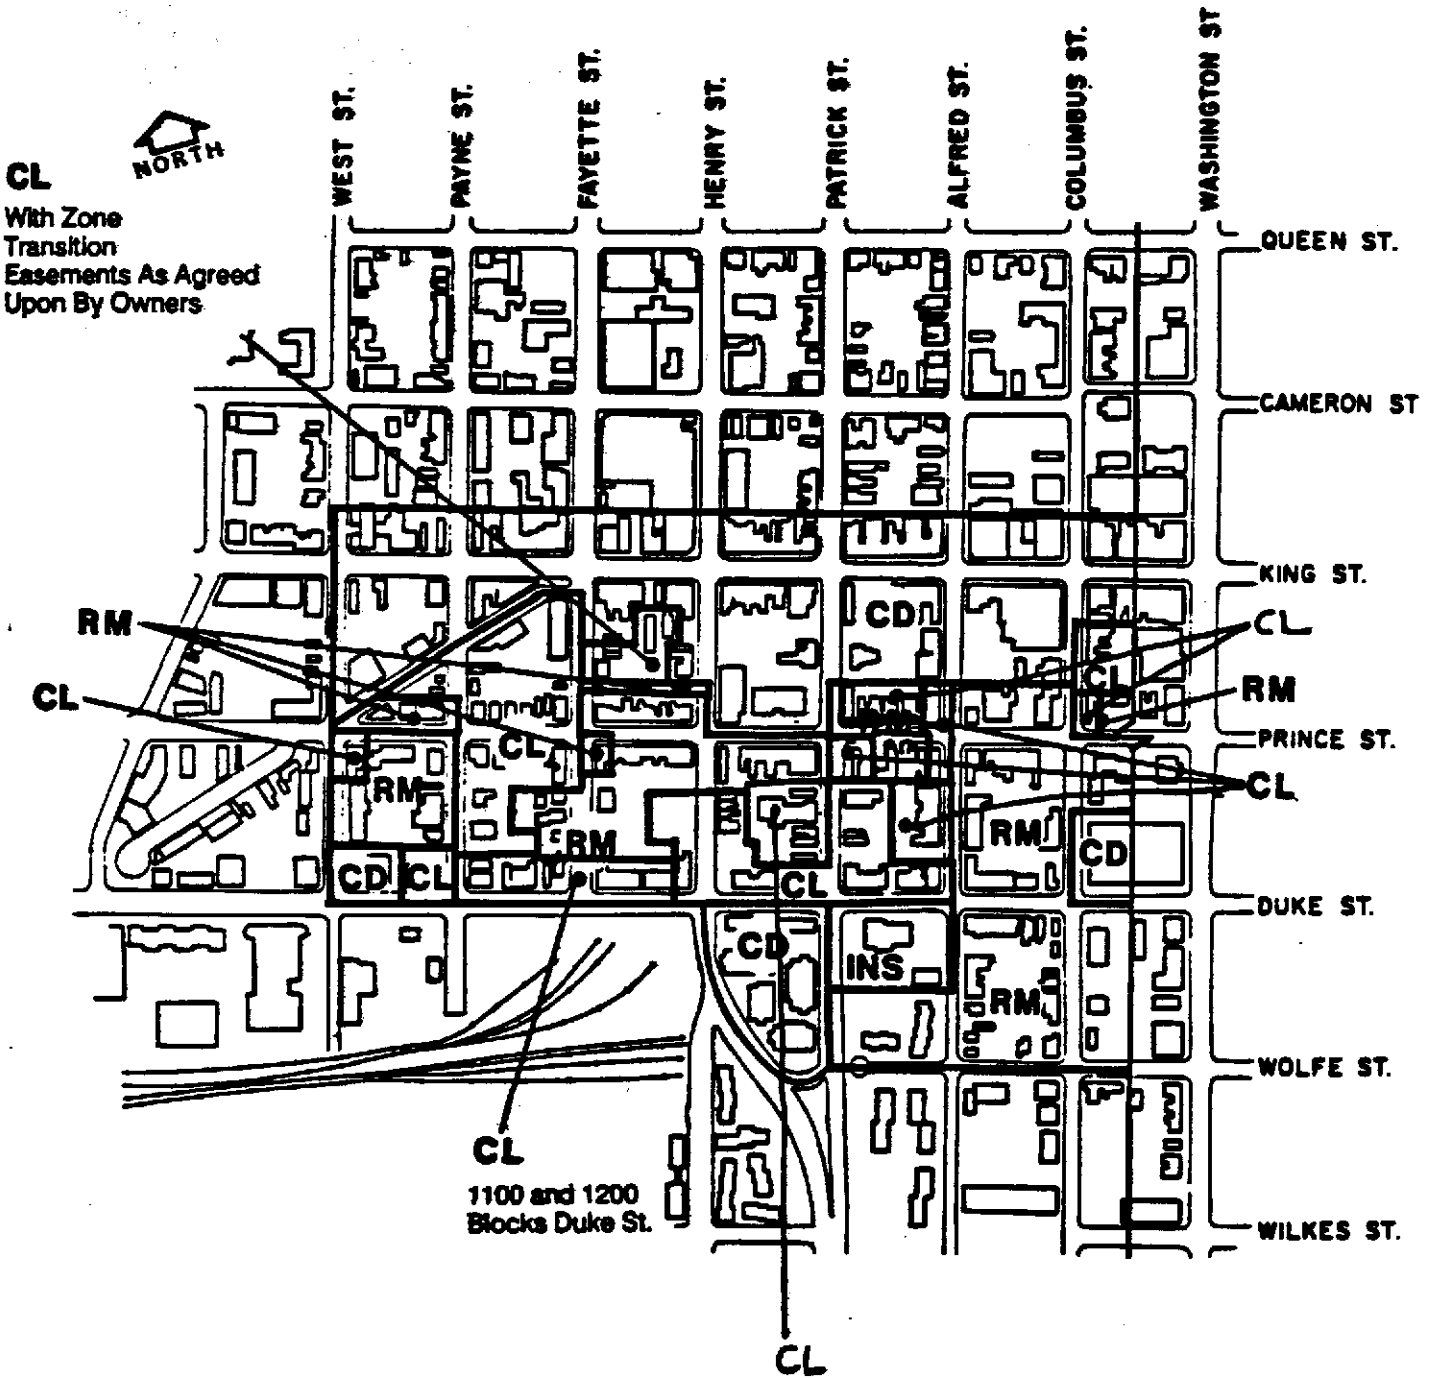 WEST ST.
PAYNE ST.
FAYETTE ST.
HENRY ST.
PATRICK ST.
ALFRED ST.
COLUMBUS ST.
WASHINGTON ST
NORTH
CL
With Zone
Transition
Easements As Agreed
Upon By Owners
QUEEN ST.
CAMERON ST
KING ST.
CD
RM
CL
CL
RM
CL
PRINCE ST.
CL
RM
CL
RM
RM
CD
CD
CL
CL
DUKE ST.
CD
INS
RM
WOLFE ST.
CL
1100 and 1200
Blocks Duke St.
WILKES ST.
CL